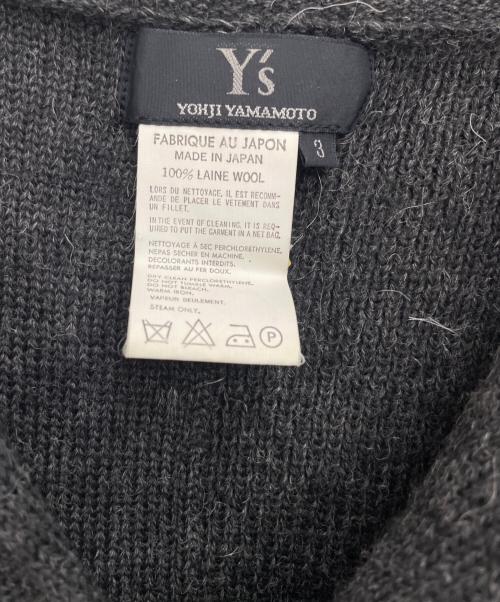 Y's
YOHJI YAMAMOTO
3
FABRIQUE AU JAPON
MADE IN JAPAN
100% LAINE WOOL
LORS DU NETTOYAGE, IL EST RECOMM-
ANDE DE PLACER LE VETEMENT DANS
UN FILLET.
IN THE EVENT OF CLEANING, IT IS REQ-
UIRED TO PUT THE GARMENT IN A NET BAG.
NETTOYAGE À SEC PERCHLORETHYLENE.
NEPAS SECHER EN MACHINE.
DECOLORANTS INTERDITS.
REPASSER AU FER DOUX.
DRY CLEAN PERCLORETHYLENE.
DO NOT TUMBLE WARM.
DO NOT BLEACH.
WARM IRON.
VAPEUR SEULEMENT.
STEAM ONLY.
P